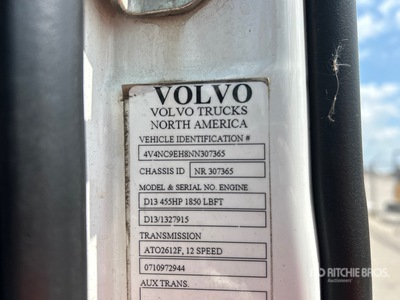 VOLVO
VOLVO TRUCKS
NORTH AMERICA
VEHICLE IDENTIFICATION #
4V4NC9EH8NN307365
CHASSIS ID NR 307365
MODEL & SERIAL NO. ENGINE
D13 455HP 1850 LBFT
D13/1327915
TRANSMISSION
ATO2612F, 12 SPEED
0710972944
AUX TRANS.
RITCHIE BROS.
Auctioneers